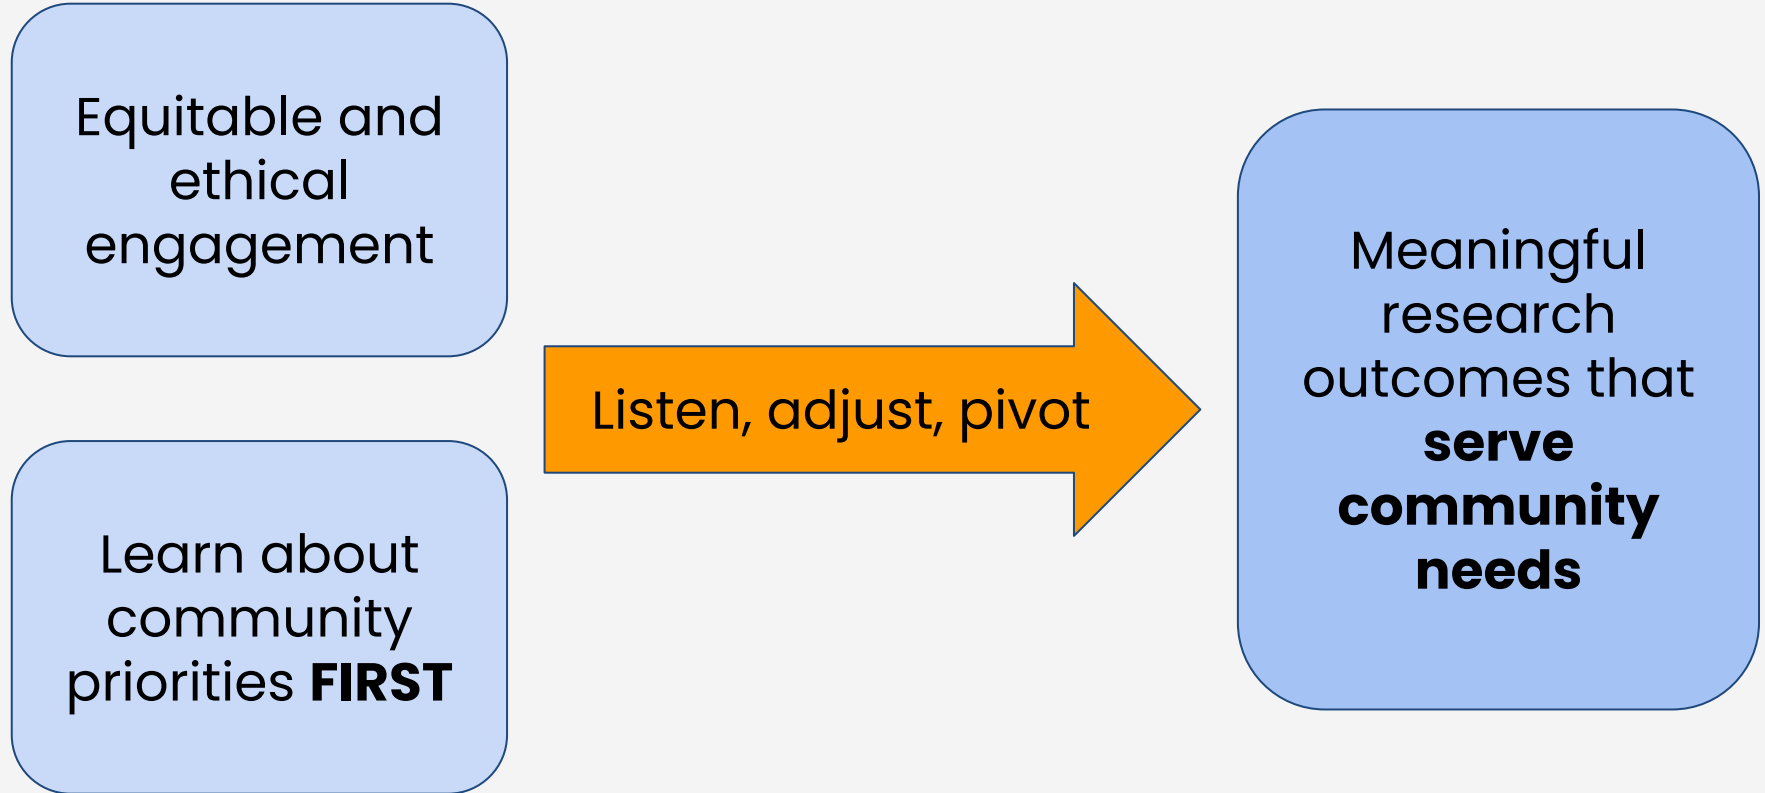 Equitable and
ethical
engagement
Learn about
community
priorities FIRST
Listen, adjust, pivot
Meaningful
research
outcomes that
serve
community
needs